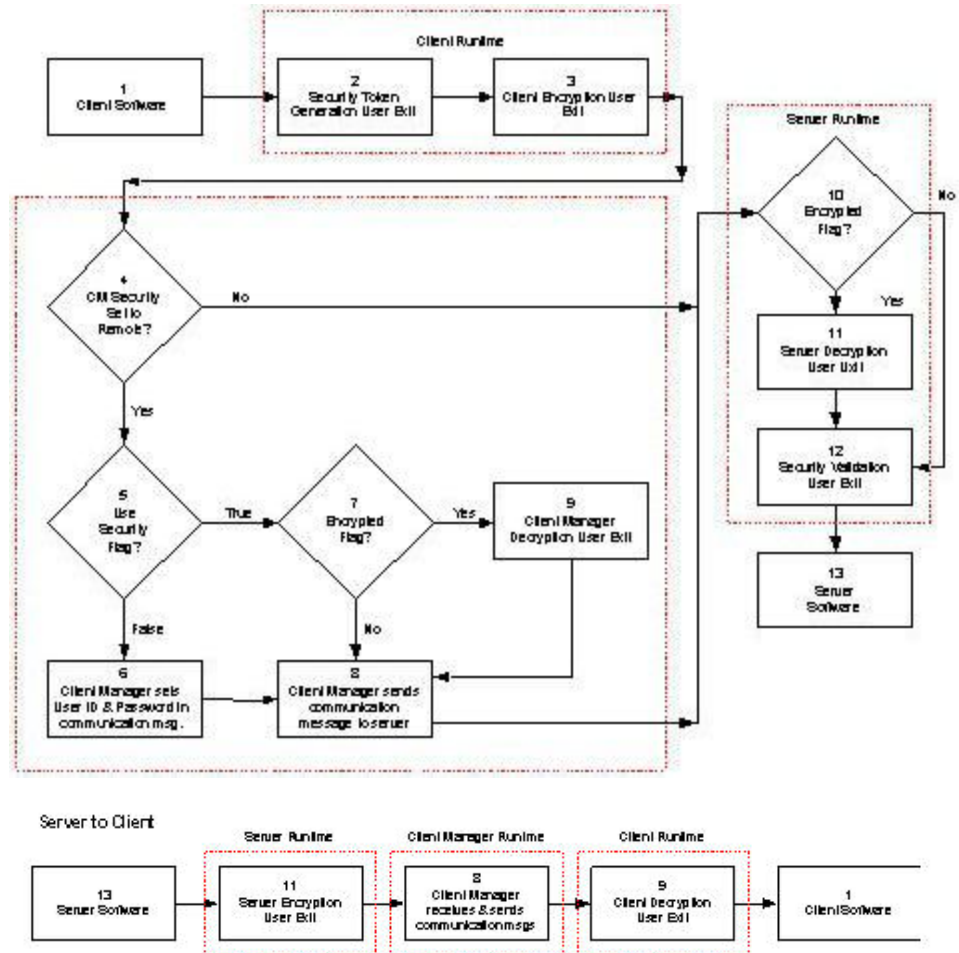 Client Runtime
1
Client Software
2
Security Token
Generation User Exit
3
Client Encryption User
Exit
Server Runtime
10
Encrypted
Flag?
No
Yes
11
Server Decryption
User Uxit
12
Security Validation
User Exit
13
Server
Software
4
CM Security
Set to
Remote?
No
Yes
5
Use
Security
Flag?
True
7
Encrypted
Flag?
Yes
9
Client Manager
Decryption User Exit
False
No
6
Client Manager sets
User ID & Password in
communication msg.
8
Client Manager sends
communication
message to server
Server to Client
Server Runtime
Client Manager Runtime
Client Runtime
13
Server Software
11
Server Encryption
User Exit
8
Client Manager
receives & sends
communication msgs
9
Client Decryption
User Exit
1
Client Software